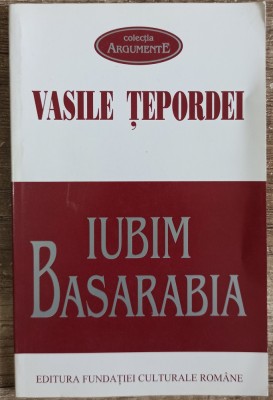 colecția
ARGUMENTE
VASILE ȚEPORDEI
IUBIM
BASARABIA
EDITURA FUNDAȚIEI CULTURALE ROMÂNE